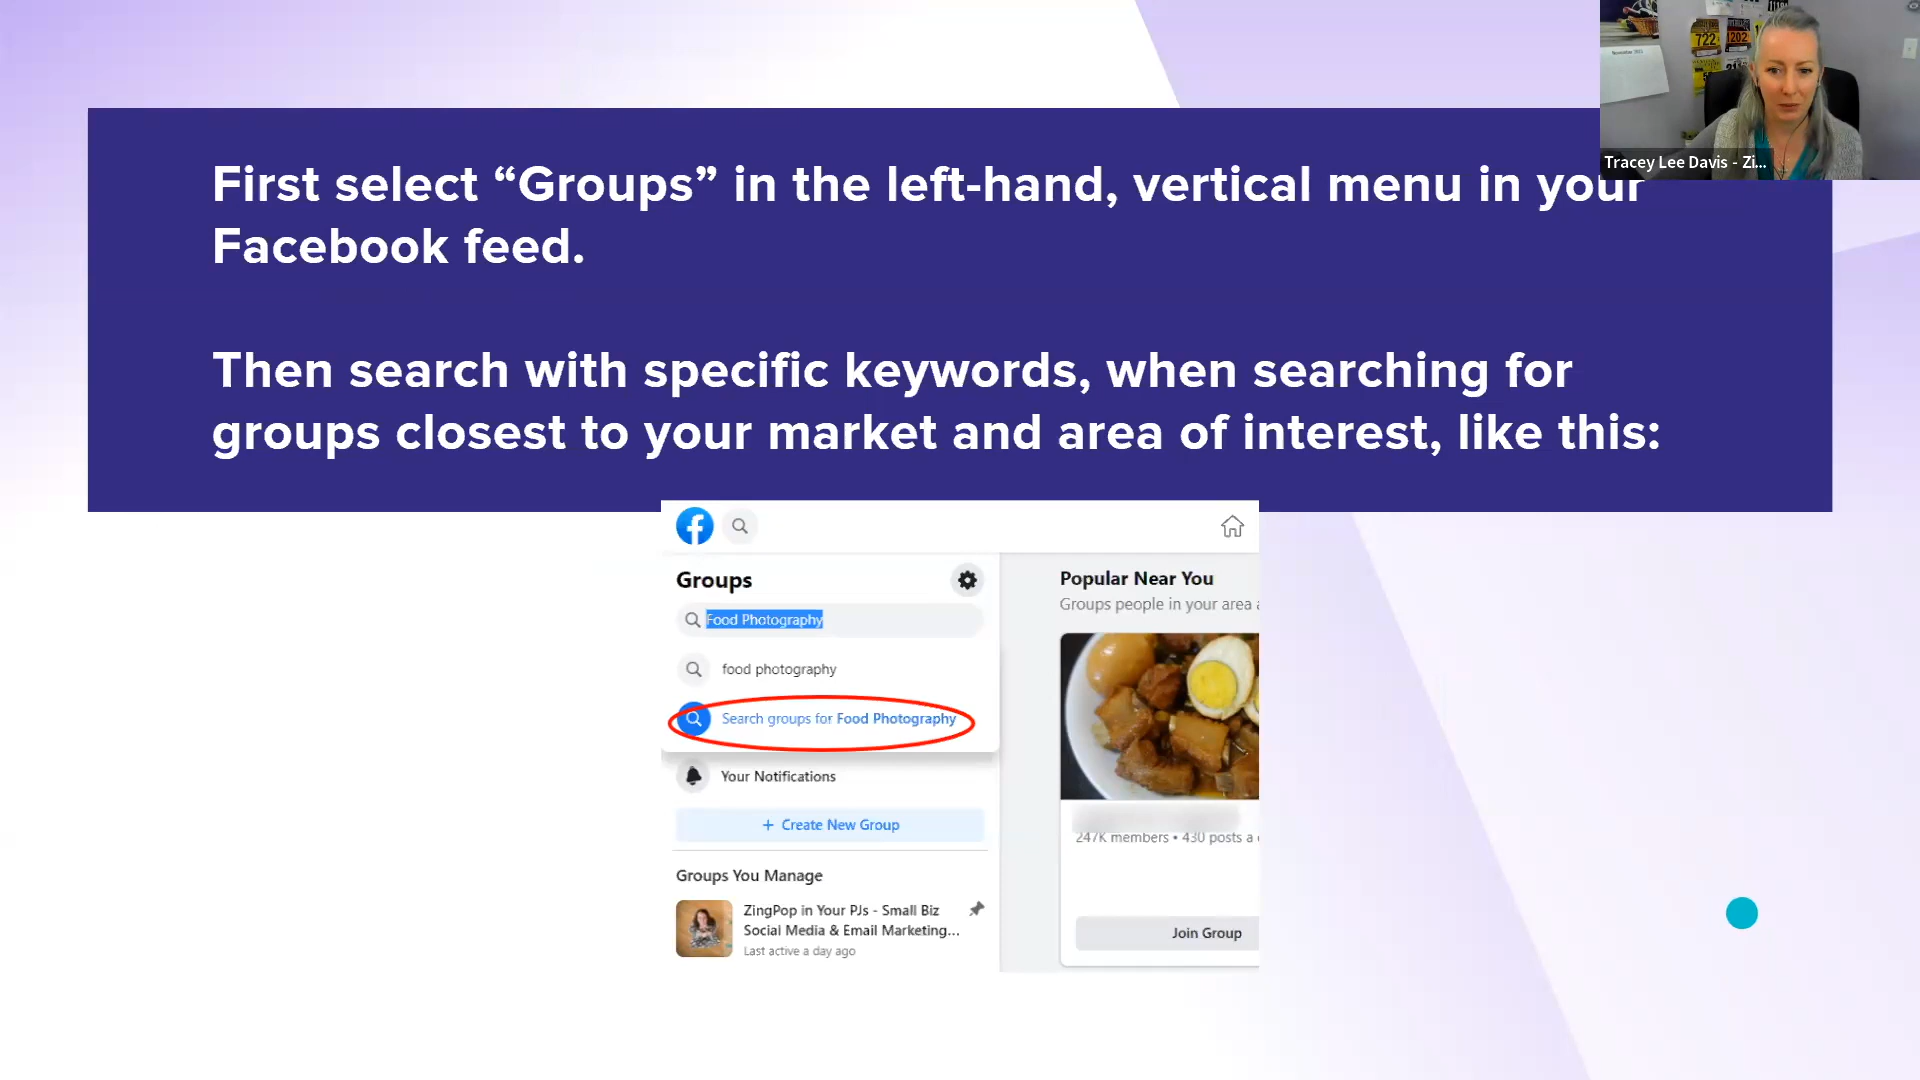 First select “Groups” in the left-hand, vertical menu in your
Facebook feed.
Then search with specific keywords, when searching for
groups closest to your market and area of interest, like this:
Tracey Lee Davis - Zi...
November 2023
722
1202
Groups
Food Photography
food photography
Search groups for Food Photography
Your Notifications
+ Create New Group
Groups You Manage
ZingPop in Your PJs - Small Biz
Social Media & Email Marketing...
Last active a day ago
Popular Near You
Groups people in your area
247K members • 430 posts a
Join Group